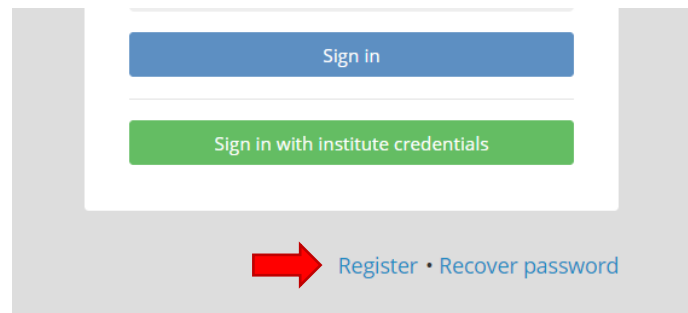 Sign in
Sign in with institute credentials
Register • Recover password